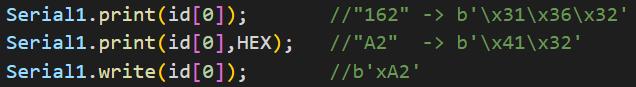 Serial1.print(id[0]);        //"162" -> b'\x31\x36\x32'
Serial1.print(id[0],HEX);    //"A2"  -> b'\x41\x32'
Serial1.write(id[0]);        //b'xA2'